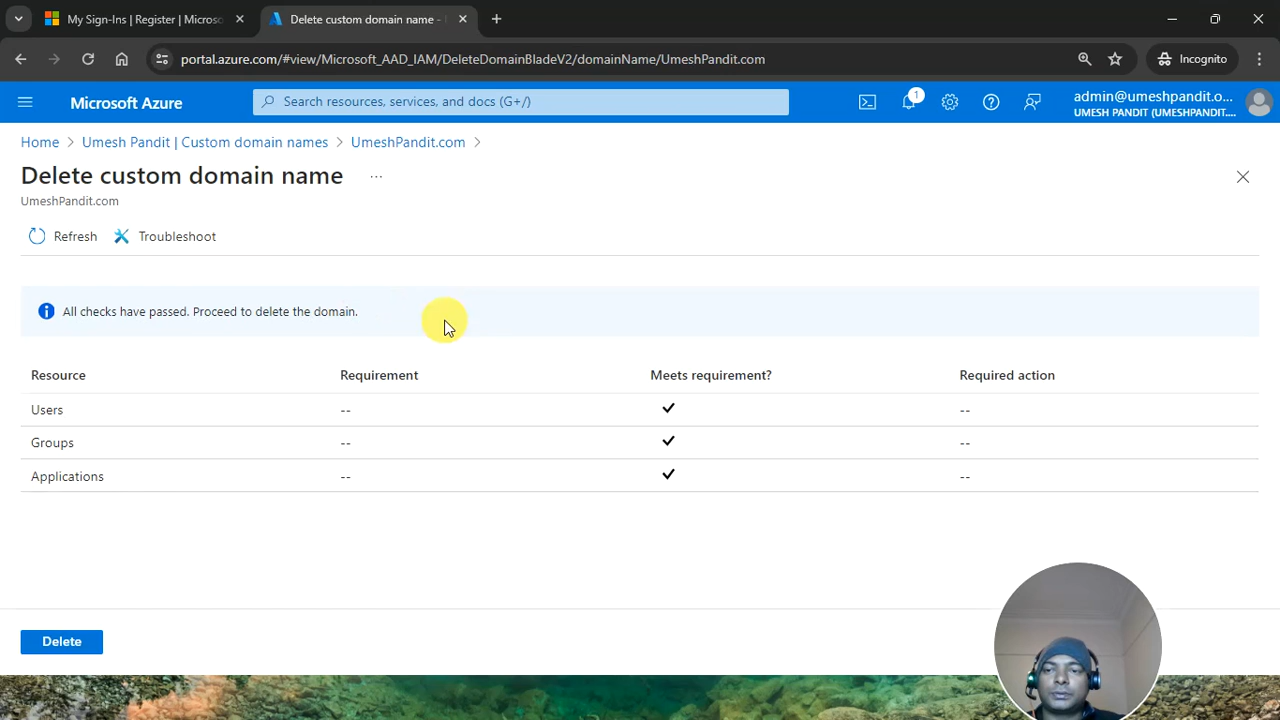 My Sign-Ins | Register | Microso
Delete custom domain name -
portal.azure.com/#view/Microsoft_AAD_IAM/DeleteDomainBladeV2/domainName/UmeshPandit.com
Incognito
Microsoft Azure
Search resources, services, and docs (G+/)
1
admin@umeshpandit.o...
UMESH PANDIT (UMESHPANDIT....
Home > Umesh Pandit | Custom domain names > UmeshPandit.com >
Delete custom domain name ...
UmeshPandit.com
Refresh Troubleshoot
All checks have passed. Proceed to delete the domain.
Resource Requirement Meets requirement? Required action
Users -- ✓ --
Groups -- ✓ --
Applications -- ✓ --
Delete